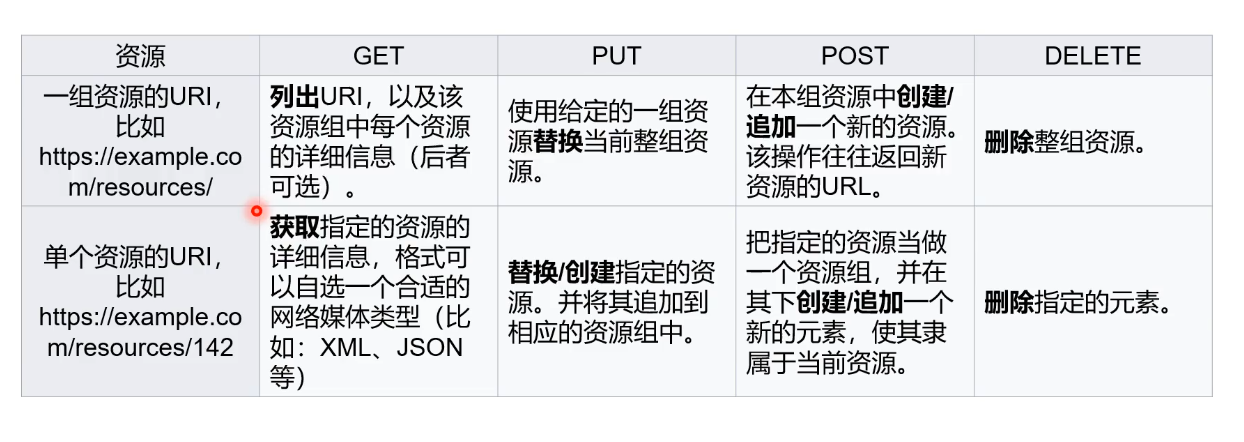 资源
GET
PUT
POST
DELETE
一组资源的URI，
比如
https://example.co
m/resources/
列出URI，以及该
资源组中每个资源
的详细信息（后者
可选）。
使用给定的一组资
源替换当前整组资
源。
在本组资源中创建/
追加一个新的资源。
该操作往往返回新
资源的URL。
删除整组资源。
单个资源的URI，
比如
https://example.co
m/resources/142
获取指定的资源的
详细信息，格式可
以自选一个合适的
网络媒体类型（比
如：XML、JSON
等）
替换/创建指定的资
源。并将其追加到
相应的资源组中。
把指定的资源当做
一个资源组，并在
其下创建/追加一个
新的元素，使其隶
属于当前资源。
删除指定的元素。